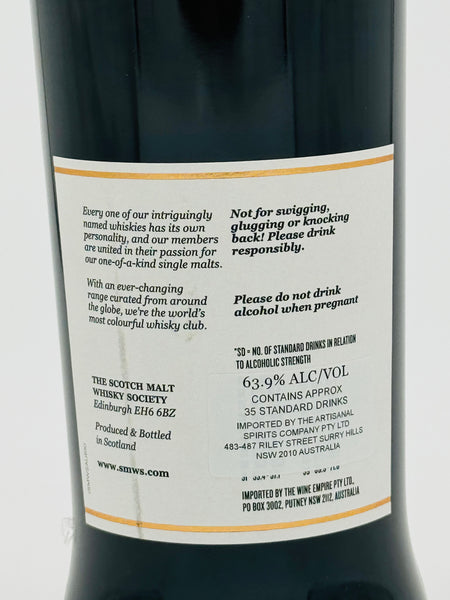 Every one of our intriguingly
named whiskies has its own
personality, and our members
are united in their passion for
our one-of-a-kind single malts.
With an ever-changing
range curated from around
the globe, we're the world's
most colourful whisky club.
THE SCOTCH MALT
WHISKY SOCIETY
Edinburgh EH6 6BZ
Produced & Bottled
in Scotland
www.smws.com
Not for swigging,
glugging or knocking
back! Please drink
responsibly.
Please do not drink
alcohol when pregnant
*SD = NO. OF STANDARD DRINKS IN RELATION
TO ALCOHOLIC STRENGTH
63.9% ALC/VOL
CONTAINS APPROX
35 STANDARD DRINKS
IMPORTED BY THE ARTISANAL
SPIRITS COMPANY PTY LTD
483-487 RILEY STREET SURRY HILLS
NSW 2010 AUSTRALIA
IMPORTED BY THE WINE EMPIRE PTY LTD,
PO BOX 3002, PUTNEY NSW 2112, AUSTRALIA